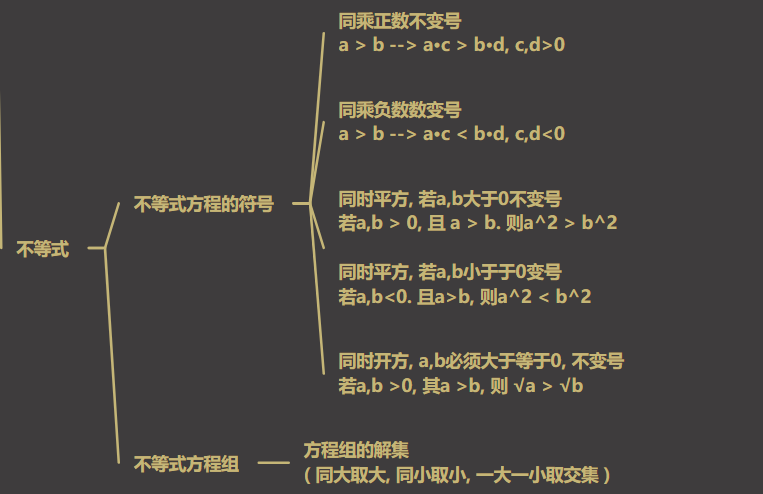 同乘正数不变号
a > b --> a•c > b•d, c,d>0
同乘负数数变号
a > b --> a•c < b•d, c,d<0
不等式方程的符号
同时平方, 若a,b大于0不变号
若a,b > 0, 且 a > b. 则a^2 > b^2
不等式
同时平方, 若a,b小于于0变号
若a,b<0. 且a>b, 则a^2 < b^2
同时开方, a,b必须大于等于0, 不变号
若a,b >0, 其a >b, 则 √a > √b
不等式方程组
方程组的解集
( 同大取大, 同小取小, 一大一小取交集 )